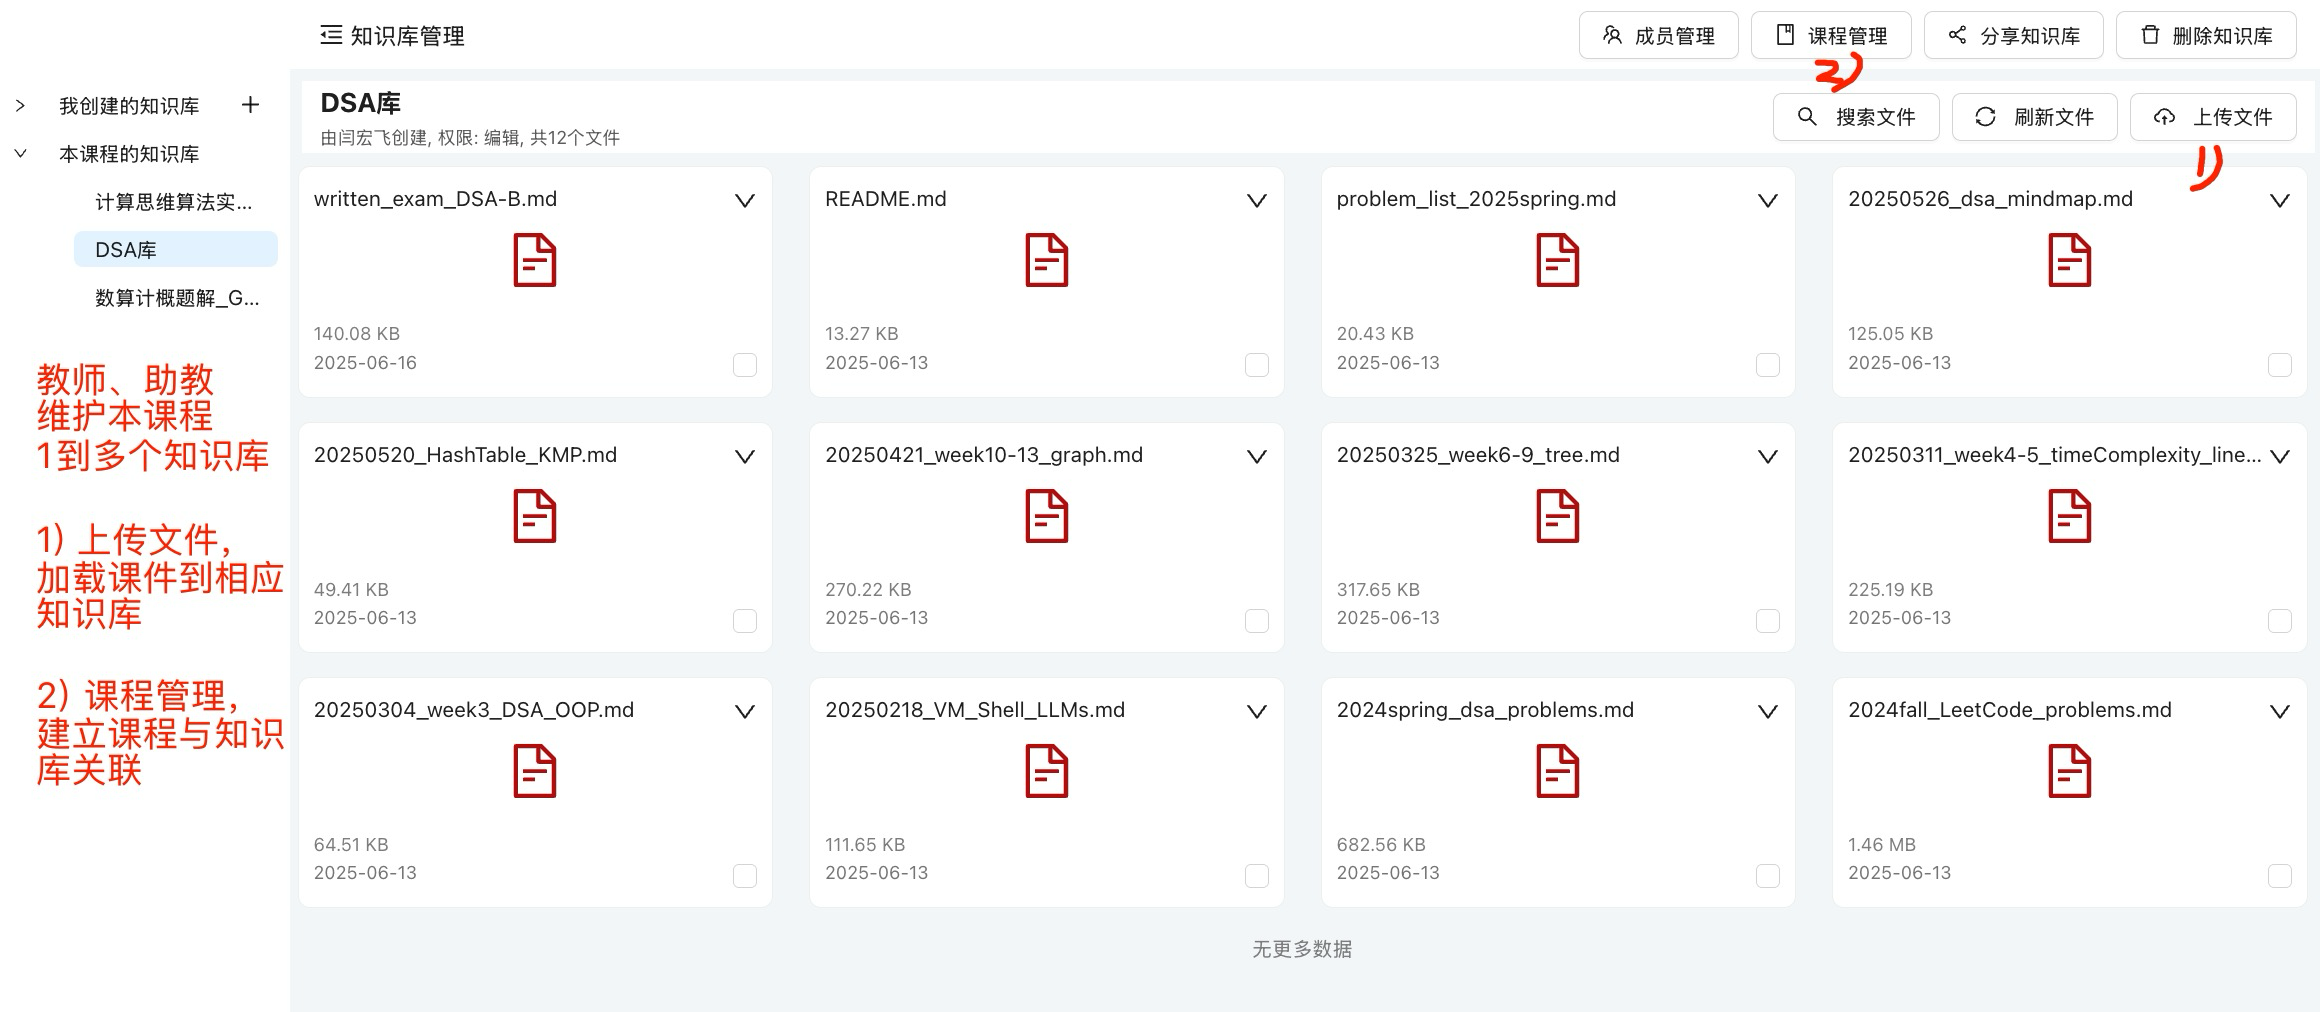 知识库管理
成员管理
课程管理
分享知识库
删除知识库
2)
我创建的知识库
本课程的知识库
计算思维算法实...
DSA库
数算计概题解_G...
教师、助教
维护本课程
1到多个知识库
1) 上传文件，
加载课件到相应
知识库
2) 课程管理，
建立课程与知识
库关联
DSA库
由闫宏飞创建, 权限: 编辑, 共12个文件
搜索文件
刷新文件
上传文件
1)
written_exam_DSA-B.md
140.08 KB
2025-06-16
README.md
13.27 KB
2025-06-13
problem_list_2025spring.md
20.43 KB
2025-06-13
20250526_dsa_mindmap.md
125.05 KB
2025-06-13
20250520_HashTable_KMP.md
49.41 KB
2025-06-13
20250421_week10-13_graph.md
270.22 KB
2025-06-13
20250325_week6-9_tree.md
317.65 KB
2025-06-13
20250311_week4-5_timeComplexity_line...
225.19 KB
2025-06-13
20250304_week3_DSA_OOP.md
64.51 KB
2025-06-13
20250218_VM_Shell_LLMs.md
111.65 KB
2025-06-13
2024spring_dsa_problems.md
682.56 KB
2025-06-13
2024fall_LeetCode_problems.md
1.46 MB
2025-06-13
无更多数据